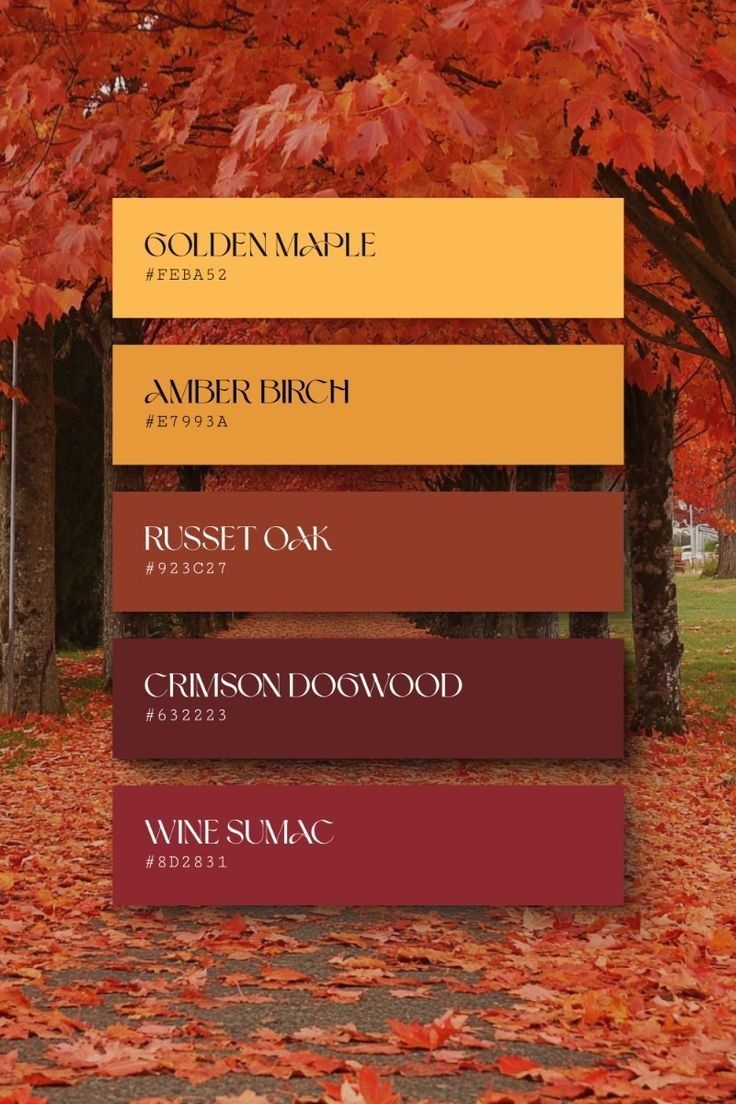 GOLDEN MAPLE
#FEBA52
AMBER BIRCH
#E7993A
RUSSET OAK
#923C27
CRIMSON DOGWOOD
#632223
WINE SUMAC
#8D2831